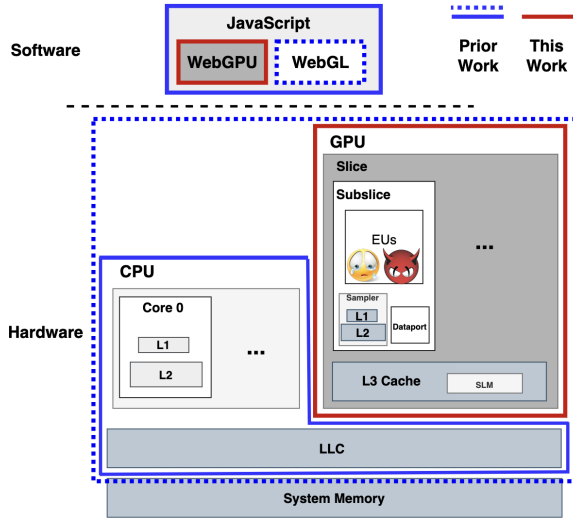 JavaScript
Software
WebGPU
WebGL
Prior
Work
This
Work
GPU
Slice
Subslice
EUs
...
CPU
Core 0
Sampler
L1
L2
Dataport
Hardware
L1
L2
...
L3 Cache
SLM
LLC
System Memory